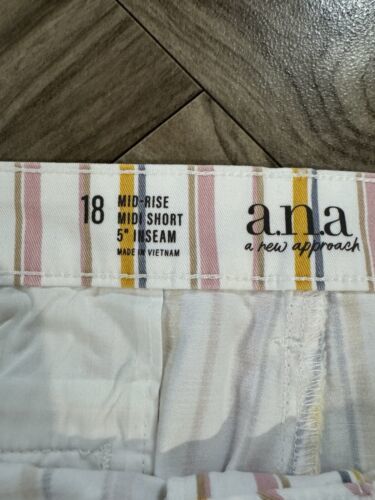 18
MID-RISE
MIDI SHORT
5" INSEAM
MADE IN VIETNAM
a.n.a
a new approach